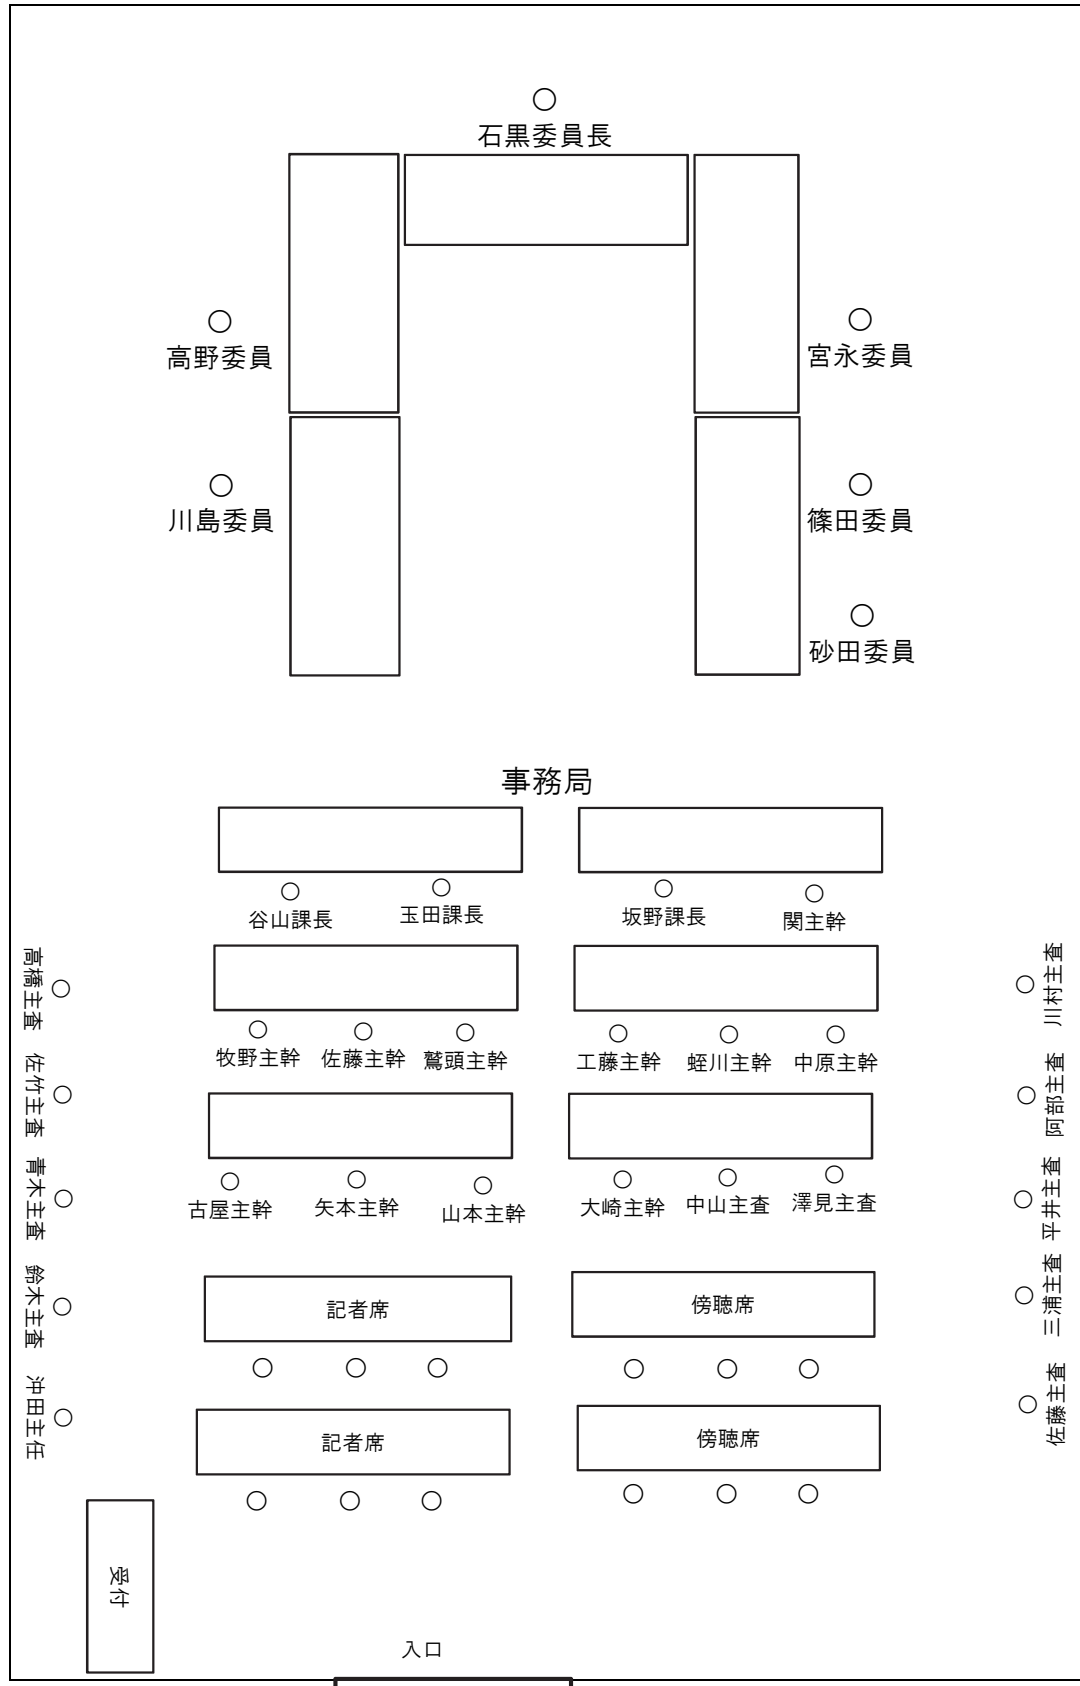 石黒委員長
高野委員
宮永委員
川島委員
篠田委員
砂田委員
事務局
谷山課長
玉田課長
坂野課長
関主幹
牧野主幹
佐藤主幹
鷲頭主幹
工藤主幹
蛭川主幹
中原主幹
古屋主幹
矢本主幹
山本主幹
大崎主幹
中山主査
澤見主査
高橋主査
佐竹主査
青木主査
鈴木主査
沖田主任
川村主査
阿部主査
平井主査
三浦主査
佐藤主査
記者席
傍聴席
記者席
傍聴席
受付
入口